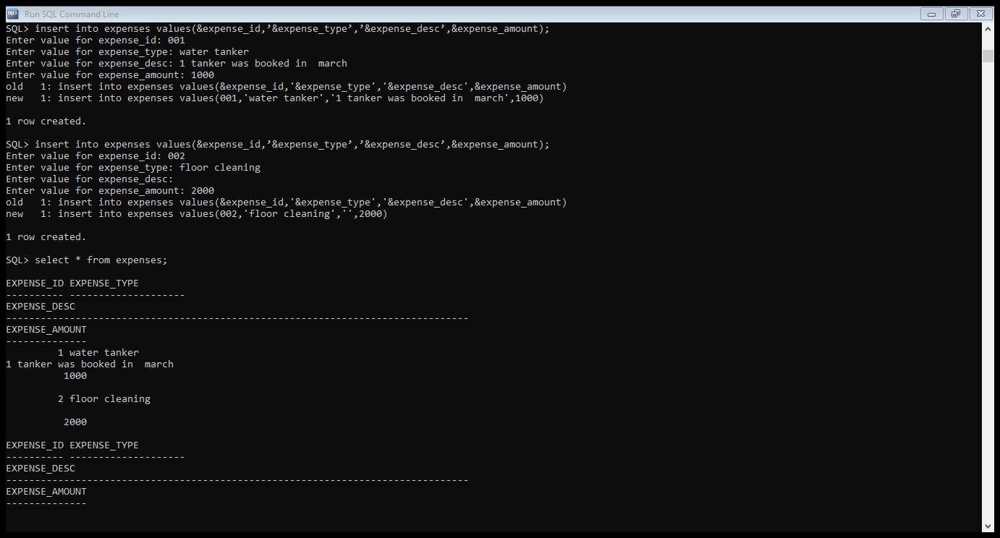 Run SQL Command Line
SQL> insert into expenses values(&expense_id,’&expense_type’,’&expense_desc’,&expense_amount);
Enter value for expense_id: 001
Enter value for expense_type: water tanker
Enter value for expense_desc: 1 tanker was booked in  march
Enter value for expense_amount: 1000
old   1: insert into expenses values(&expense_id,'&expense_type','&expense_desc',&expense_amount)
new   1: insert into expenses values(001,'water tanker','1 tanker was booked in  march',1000)
1 row created.
SQL> insert into expenses values(&expense_id,’&expense_type’,’&expense_desc’,&expense_amount);
Enter value for expense_id: 002
Enter value for expense_type: floor cleaning
Enter value for expense_desc:
Enter value for expense_amount: 2000
old   1: insert into expenses values(&expense_id,'&expense_type','&expense_desc',&expense_amount)
new   1: insert into expenses values(002,'floor cleaning','',2000)
1 row created.
SQL> select * from expenses;
EXPENSE_ID EXPENSE_TYPE
---------- --------------------
EXPENSE_DESC
--------------------------------------------------------------------------------
EXPENSE_AMOUNT
--------------
         1 water tanker
1 tanker was booked in  march
          1000
         2 floor cleaning
          2000
EXPENSE_ID EXPENSE_TYPE
---------- --------------------
EXPENSE_DESC
--------------------------------------------------------------------------------
EXPENSE_AMOUNT
--------------